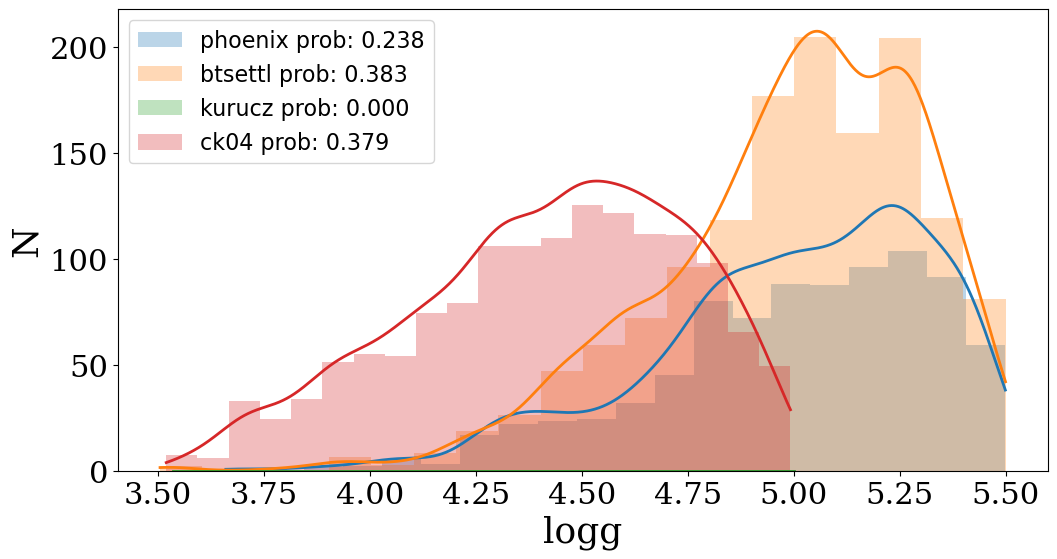 phoenix prob: 0.238
btsettl prob: 0.383
kurucz prob: 0.000
ck04 prob: 0.379
N
200
150
100
50
0
3.50 3.75 4.00 4.25 4.50 4.75 5.00 5.25 5.50
logg